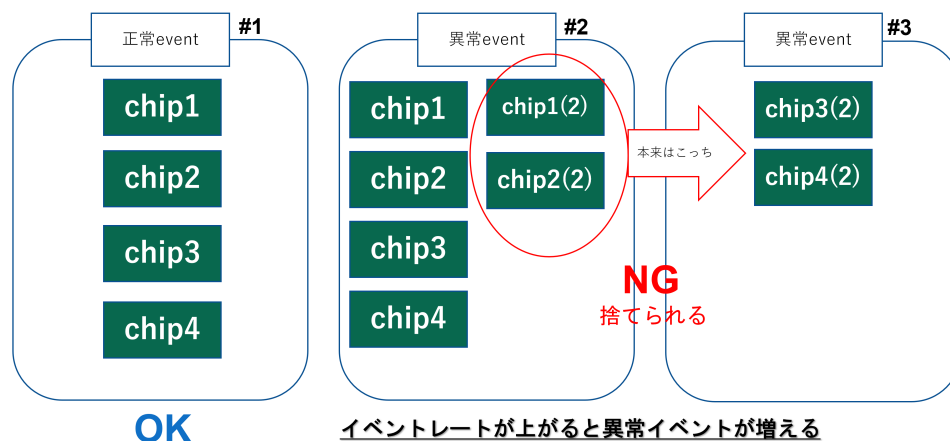 正常event
#1
chip1
chip2
chip3
chip4
OK
異常event
#2
chip1
chip2
chip3
chip4
chip1(2)
chip2(2)
本来はこっち
異常event
#3
chip3(2)
chip4(2)
NG
捨てられる
イベントレートが上がると異常イベントが増える